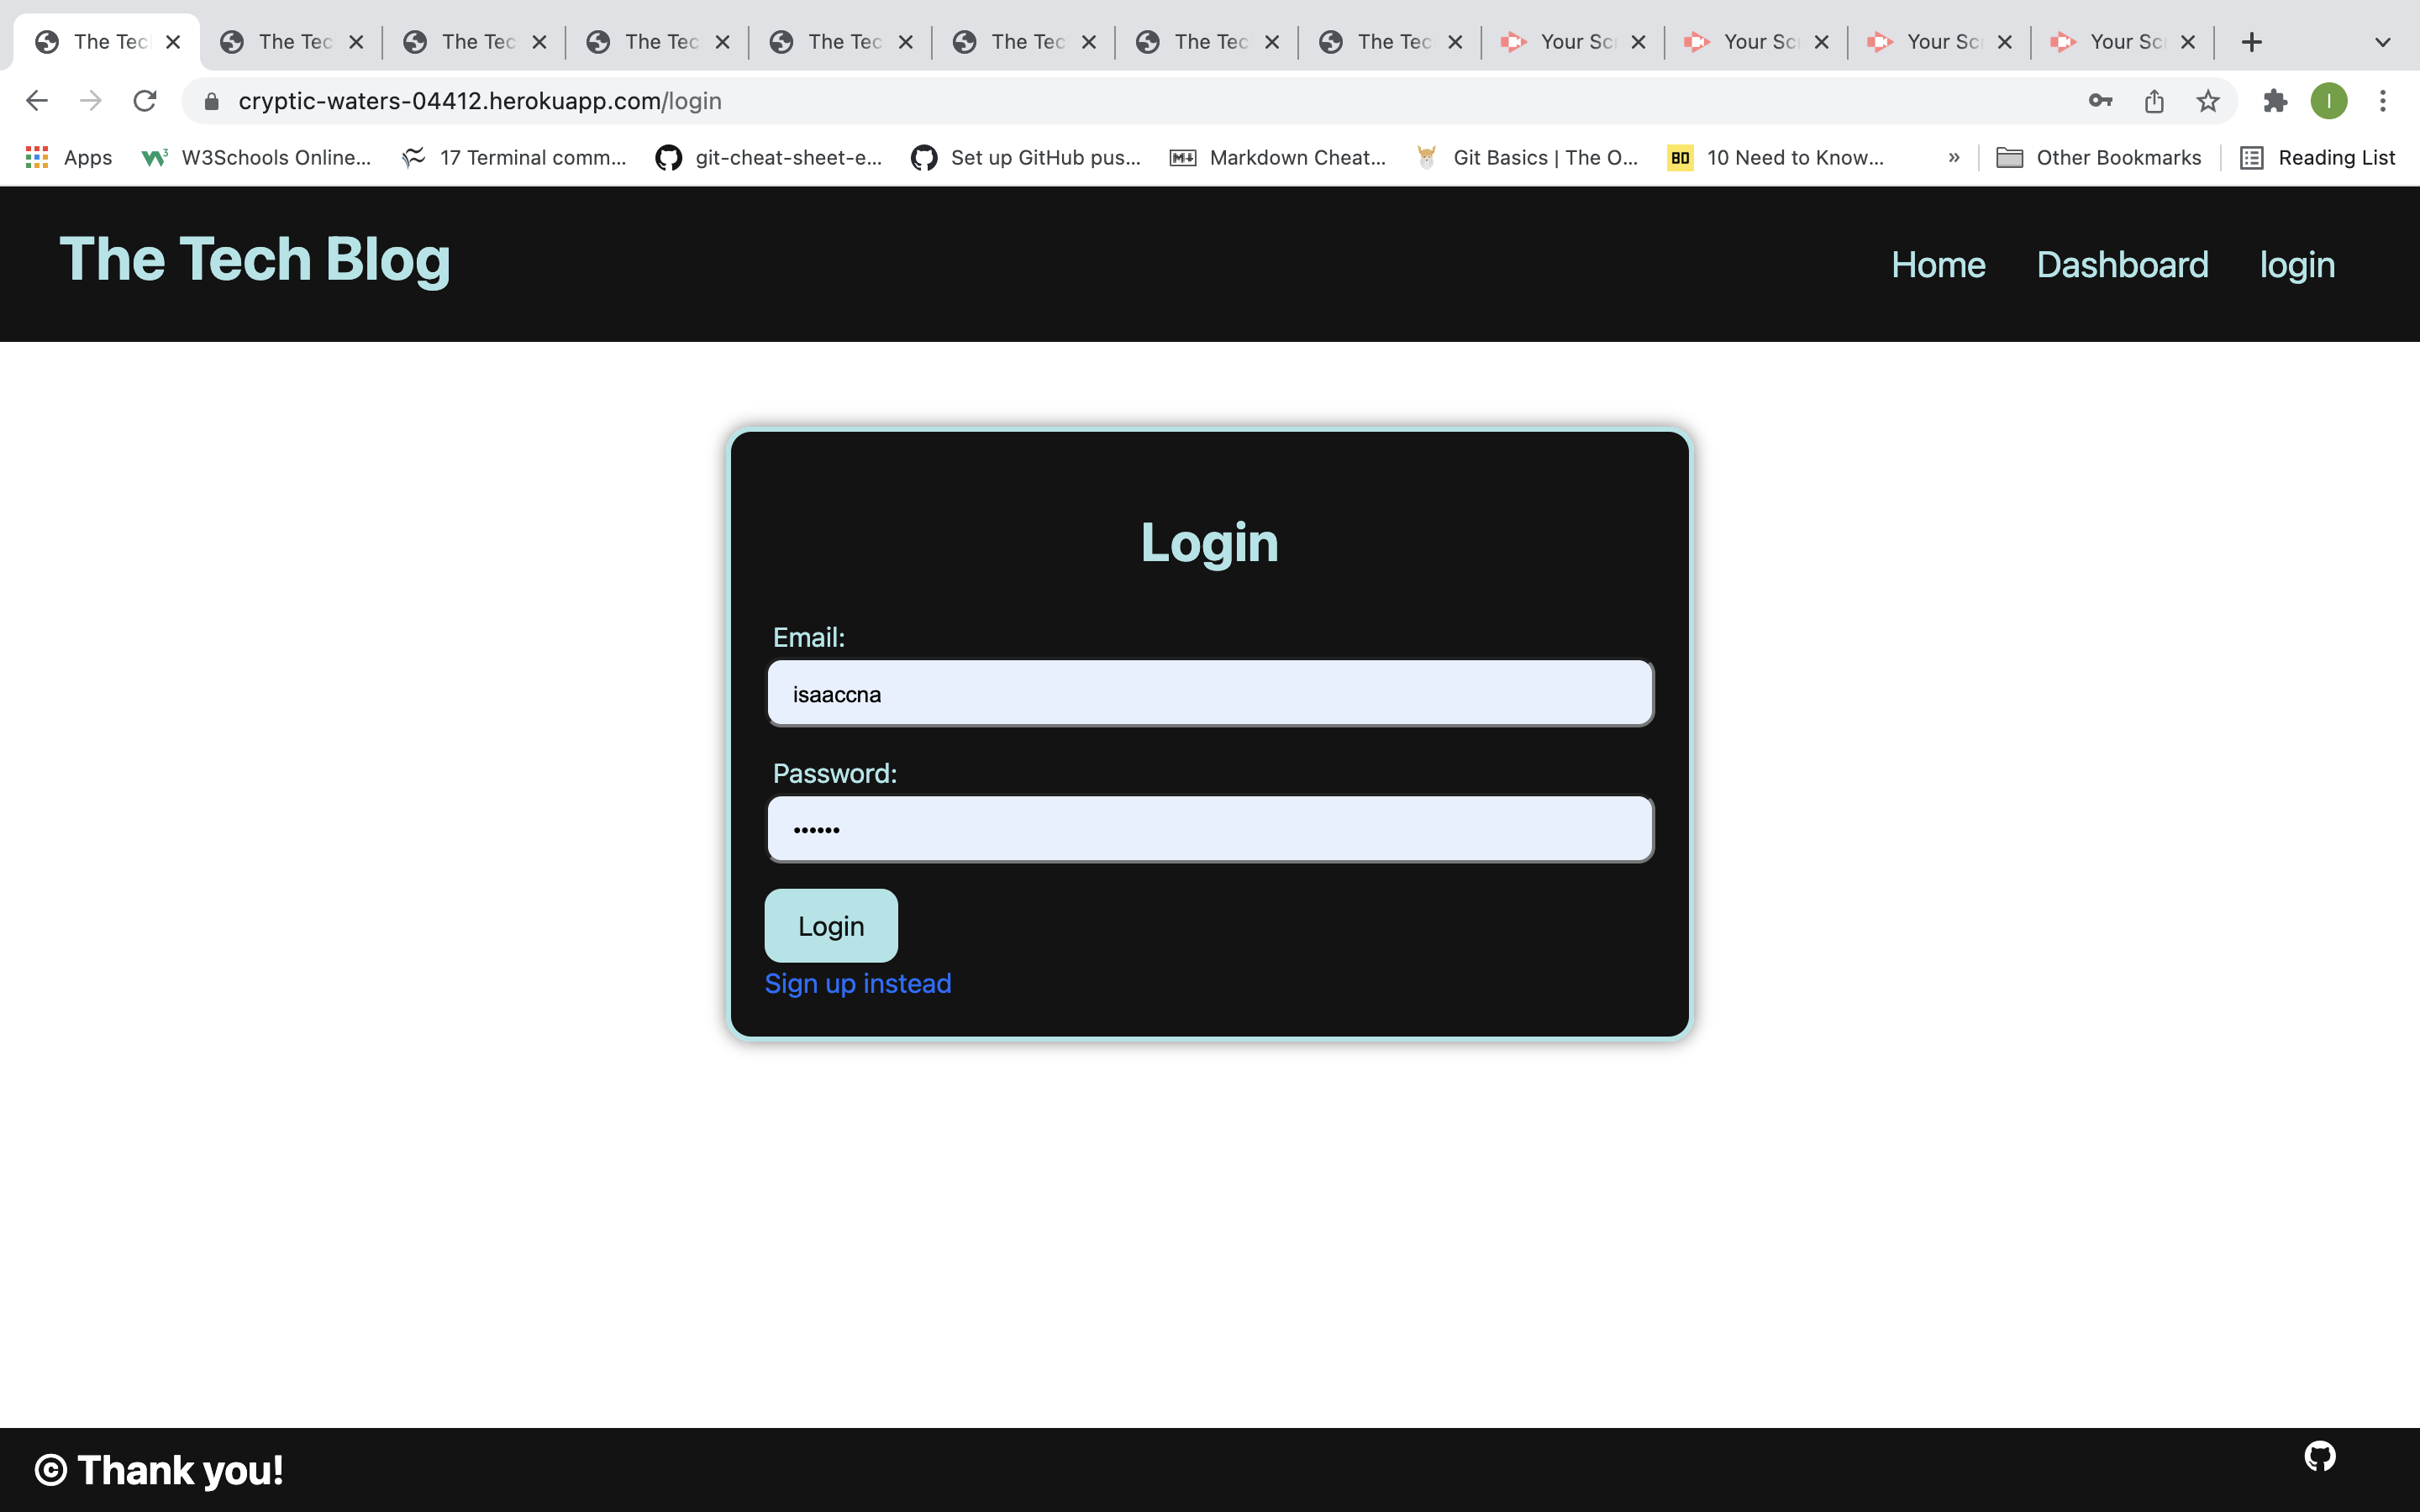 The Tec The Tec The Tec The Tec The Tec The Tec The Tec The Tec Your Sc Your Sc Your Sc Your Sc
cryptic-waters-04412.herokuapp.com/login I
Apps W3Schools Online... 17 Terminal comm... git-cheat-sheet-e... Set up GitHub pus... Markdown Cheat... Git Basics | The O... BD 10 Need to Know... » Other Bookmarks Reading List
The Tech Blog Home Dashboard login
Login
Email:
isaaccna
Password:
••••••
Login
Sign up instead
© Thank you!